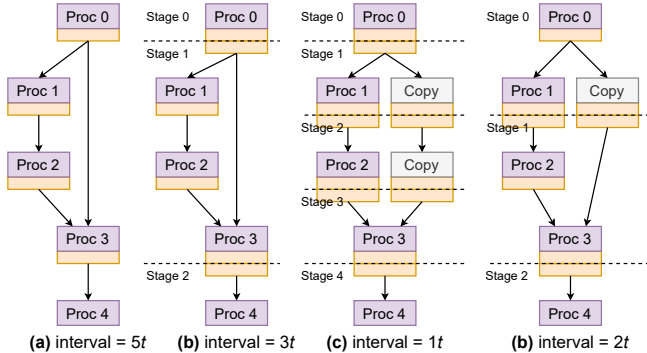 Proc 0
Proc 1
Proc 2
Proc 3
Proc 4
(a) interval = 5t
Stage 0
Proc 0
Stage 1
Proc 1
Proc 2
Proc 3
Stage 2
Proc 4
(b) interval = 3t
Stage 0
Proc 0
Stage 1
Proc 1
Copy
Stage 2
Proc 2
Copy
Stage 3
Proc 3
Stage 4
Proc 4
(c) interval = 1t
Stage 0
Proc 0
Proc 1
Copy
Stage 1
Proc 2
Proc 3
Stage 2
Proc 4
(b) interval = 2t